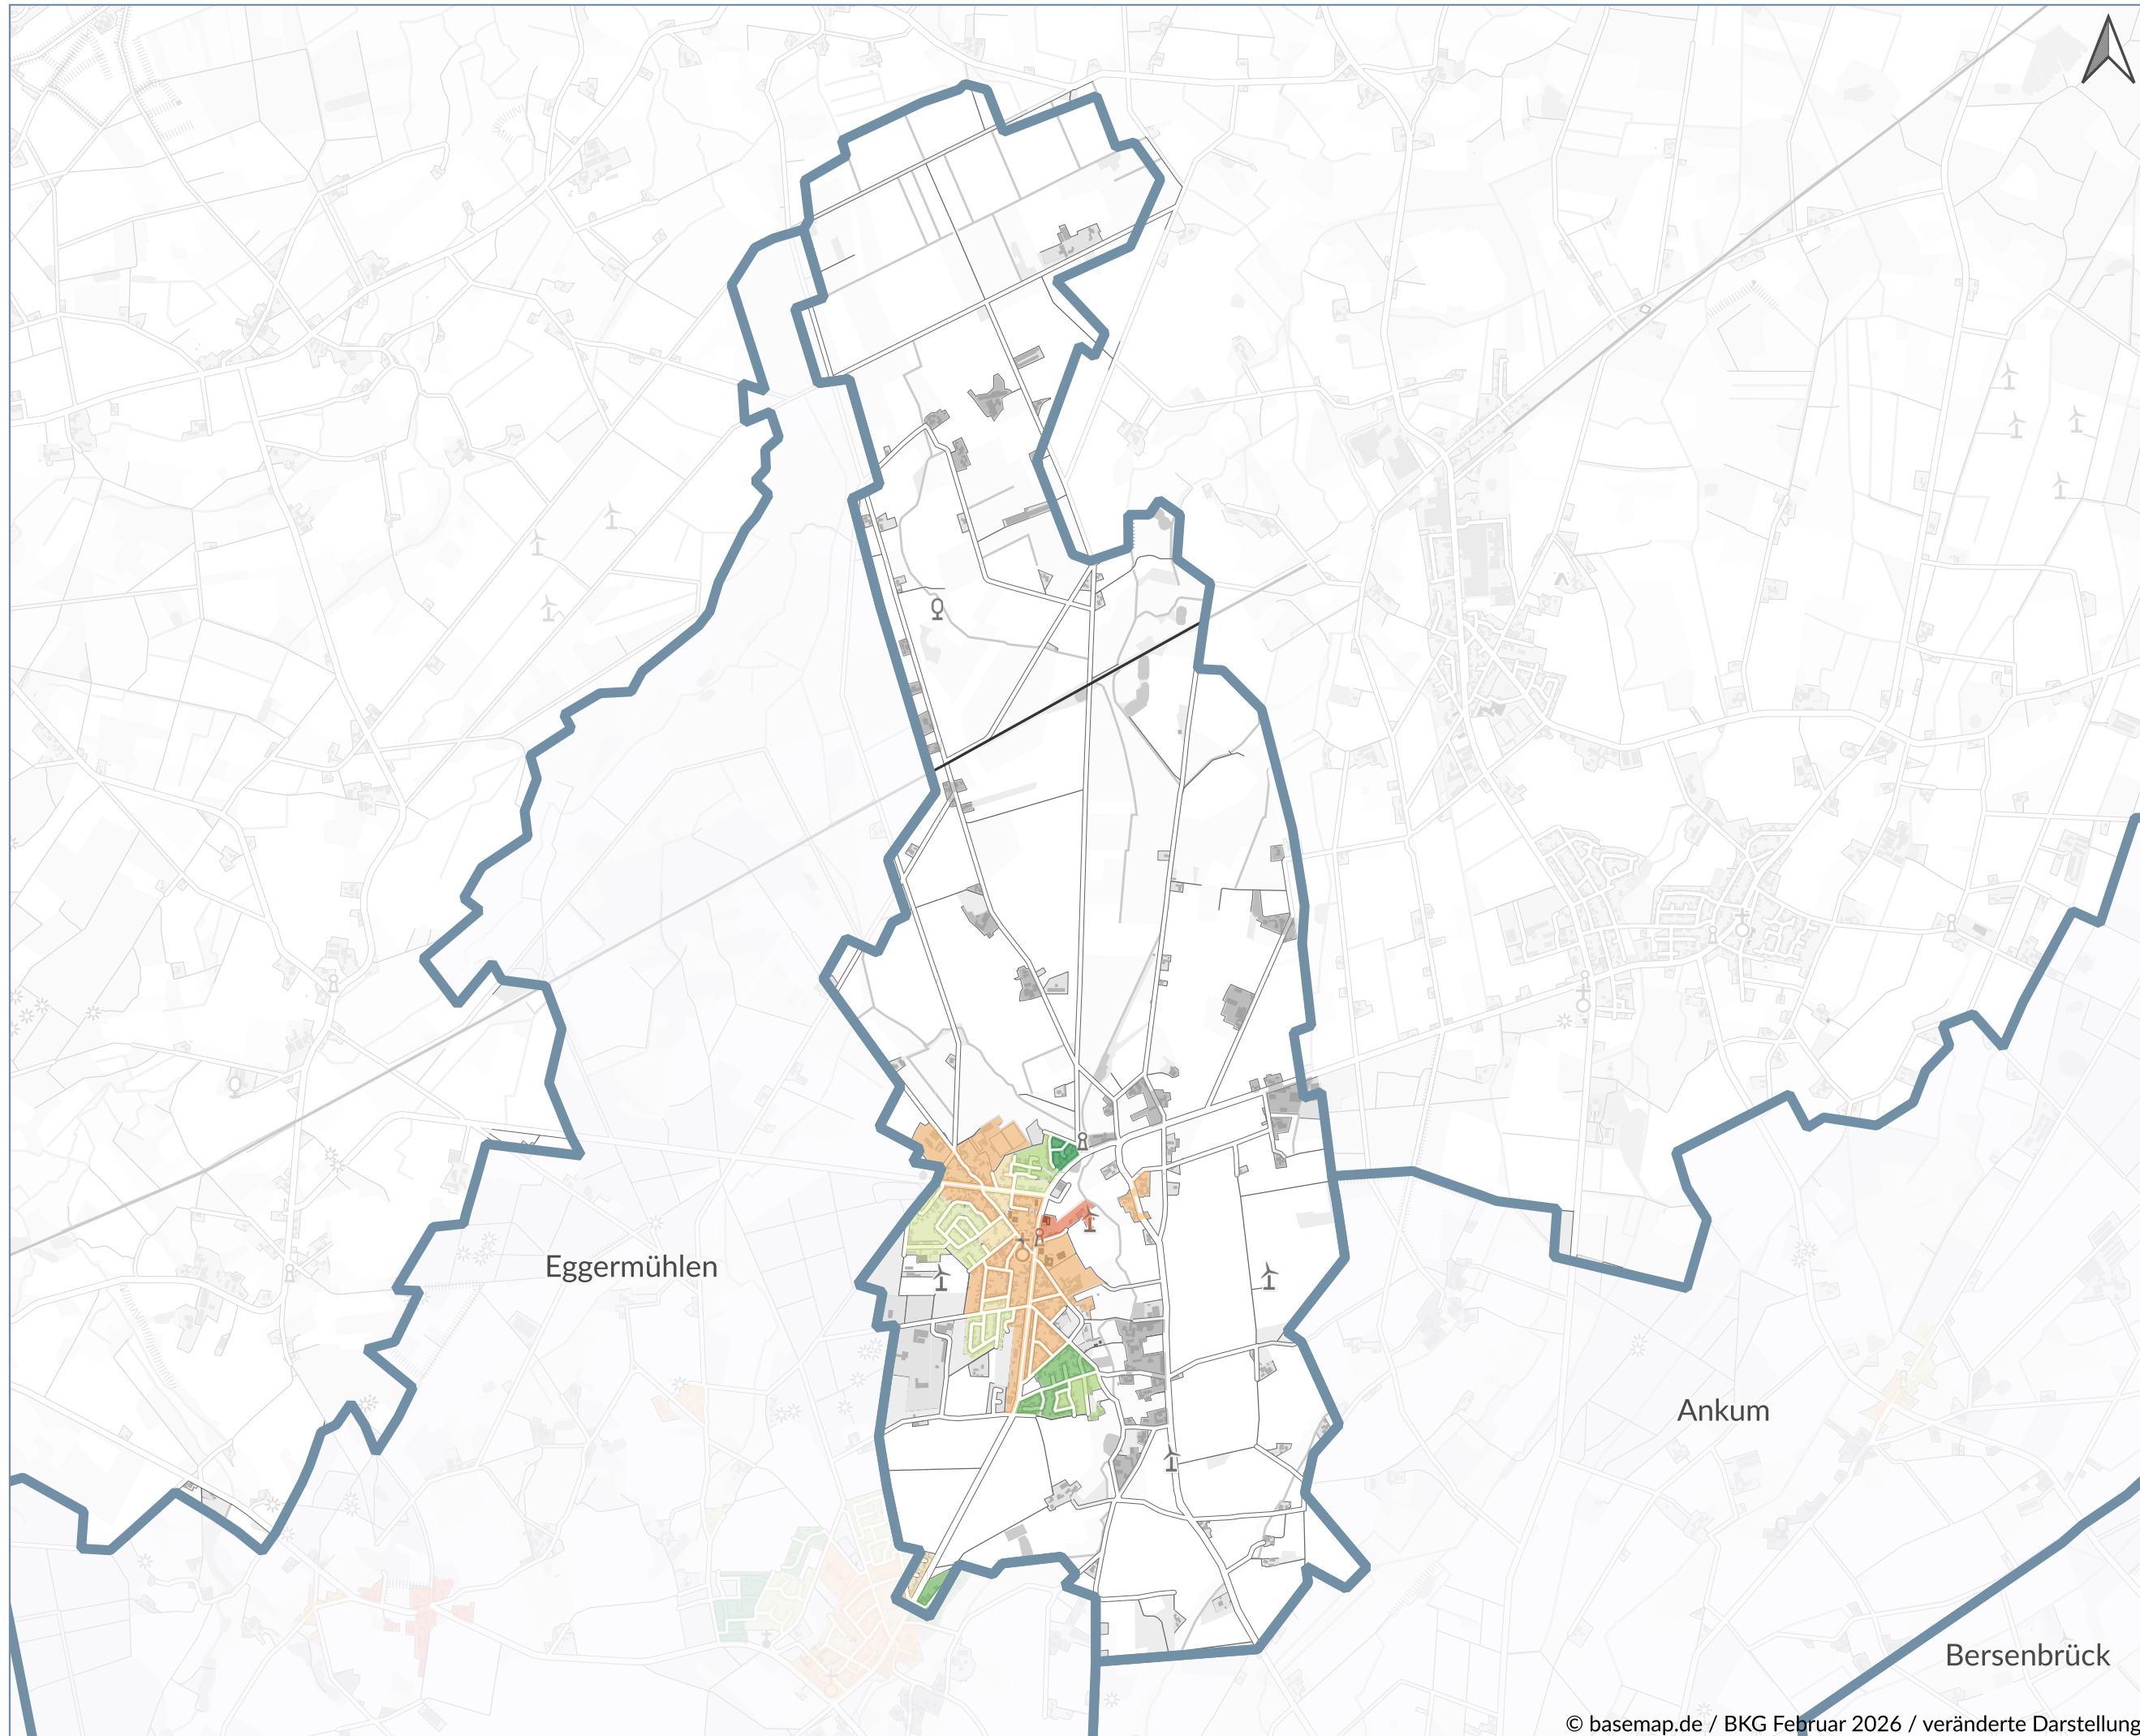 Eggermühlen
Ankum
Bersenbrück
© basemap.de / BKG Februar 2026 / veränderte Darstellung